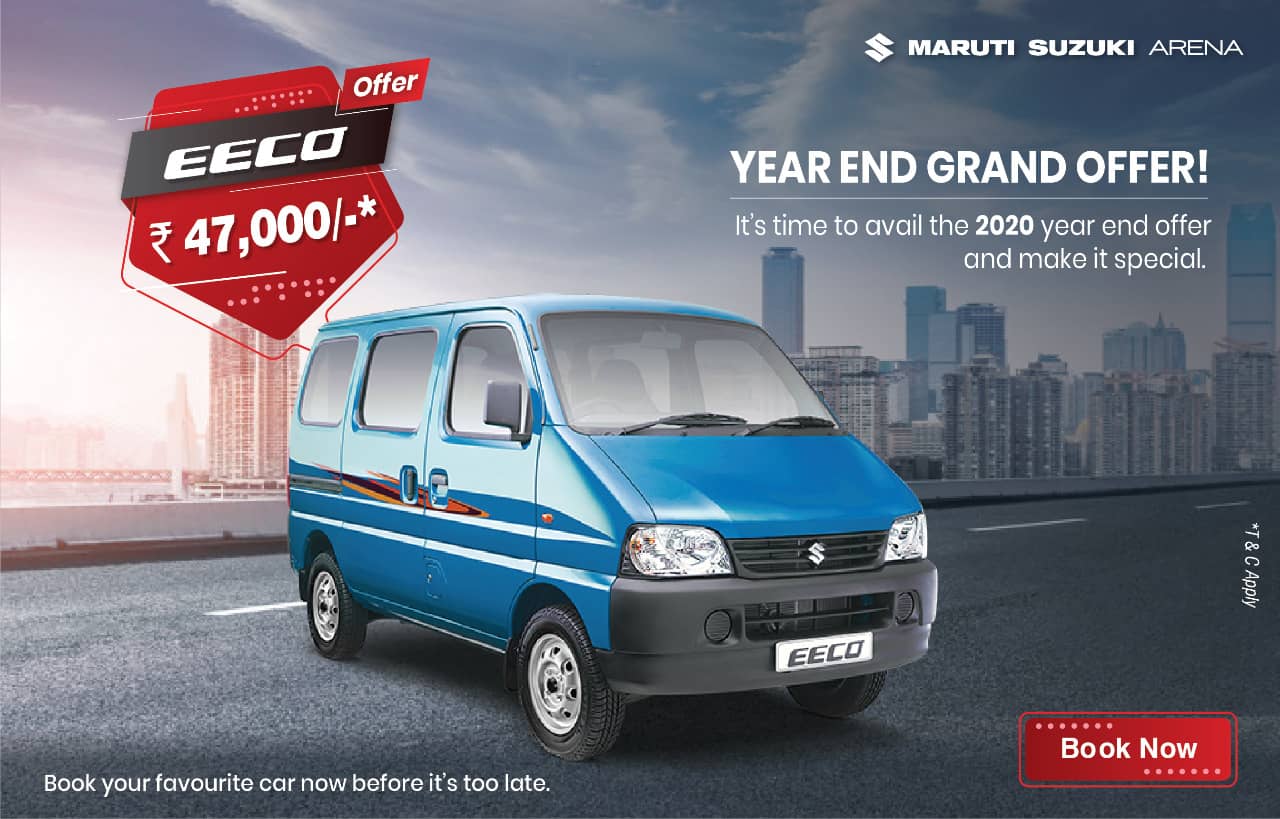 MARUTI SUZUKI ARENA
Offer
EECO
₹ 47,000/-*
YEAR END GRAND OFFER!
It's time to avail the 2020 year end offer
and make it special.
*T & C Apply
EECO
Book Now
Book your favourite car now before it's too late.